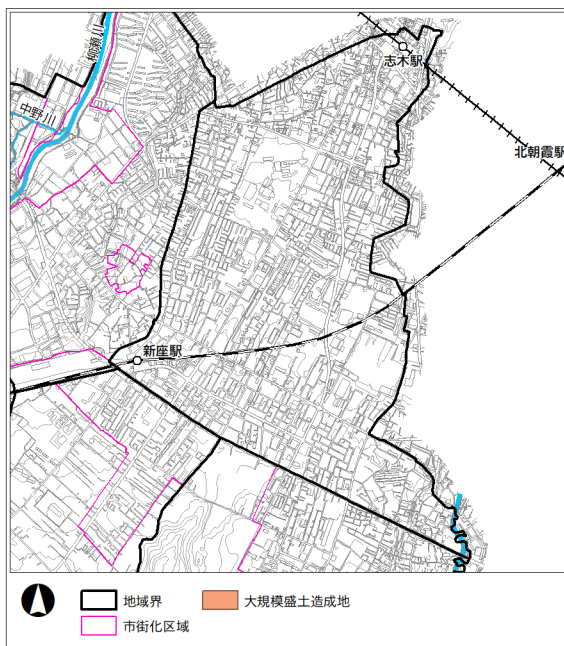 柳瀬川
志木駅
中野川
北朝霞駅
新座駅
地域界
大規模盛土造成地
市街化区域